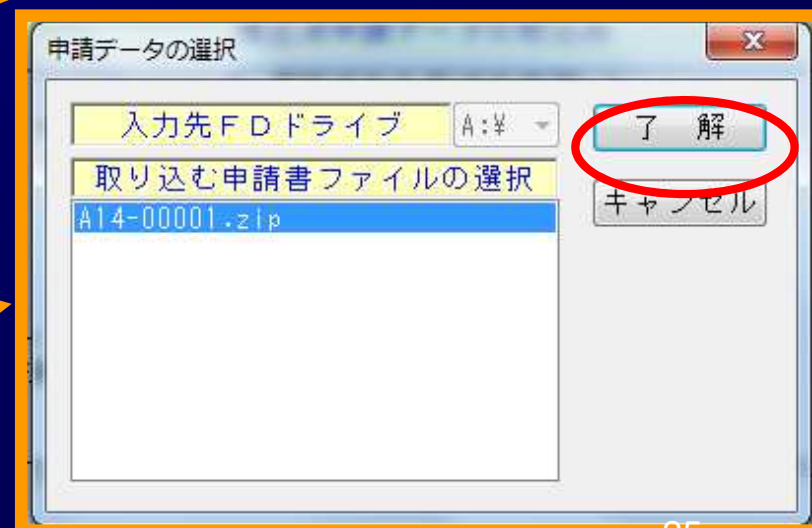 申請データの選択
入力先FDドライブ
A:¥
了 解
取り込む申請書ファイルの選択
キャンセル
A14-00001.zip